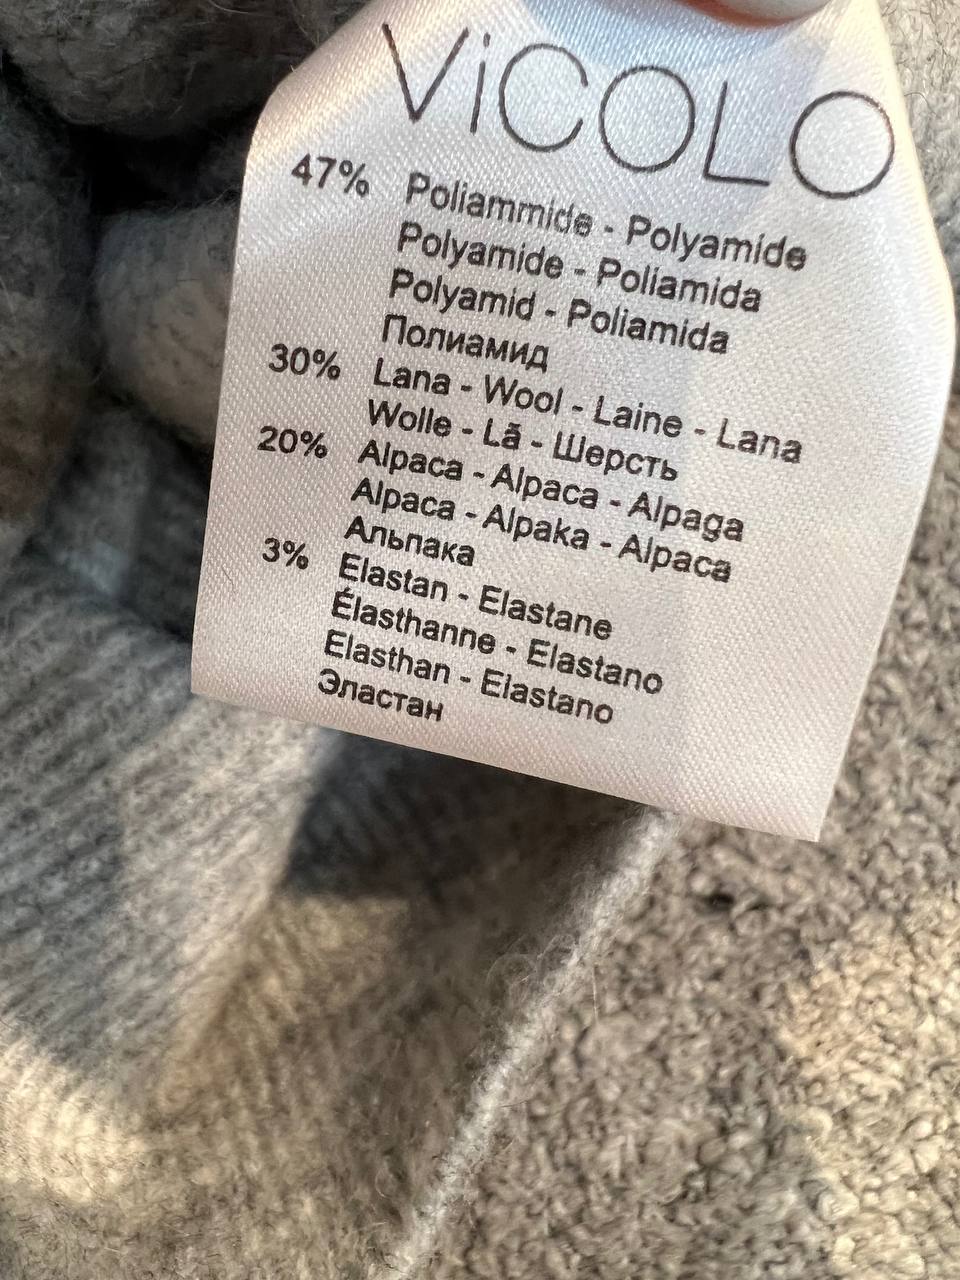 ViCOLO
47% Poliammide - Polyamide
Polyamide - Poliamida
Polyamid - Poliamida
Полиамид
30% Lana - Wool - Laine - Lana
Wolle - Lã - Шерсть
20% Alpaca - Alpaca - Alpaga
Alpaca - Alpaka - Alpaca
Альпака
3% Elastan - Elastane
Élasthanne - Elastano
Elasthan - Elastano
Эластан